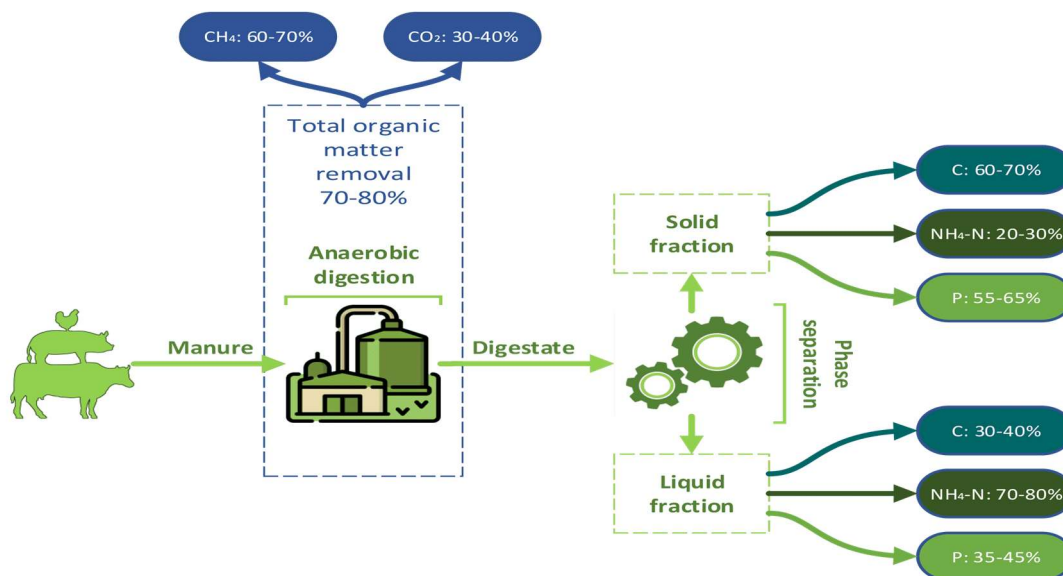 CH₄: 60-70%
CO₂: 30-40%
Total organic
matter
removal
70-80%
Anaerobic
digestion
Manure
Digestate
Solid
fraction
C: 60-70%
NH₄-N: 20-30%
P: 55-65%
Phase
separation
Liquid
fraction
C: 30-40%
NH₄-N: 70-80%
P: 35-45%